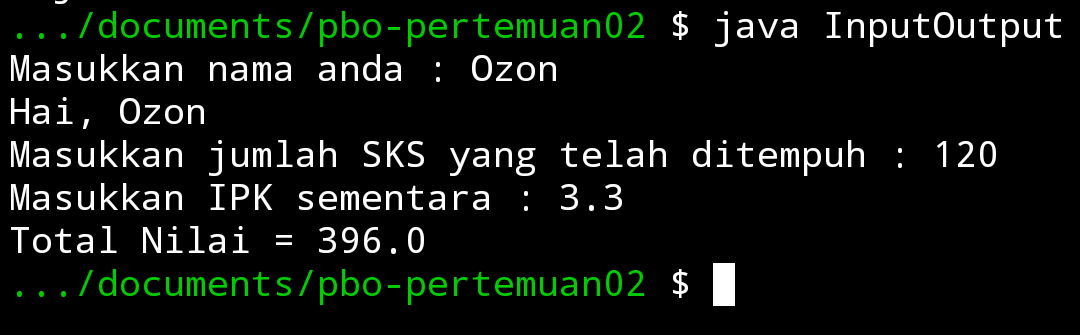 .../documents/pbo-pertemuan02 $ java InputOutput
Masukkan nama anda : Ozon
Hai, Ozon
Masukkan jumlah SKS yang telah ditempuh : 120
Masukkan IPK sementara : 3.3
Total Nilai = 396.0
.../documents/pbo-pertemuan02 $